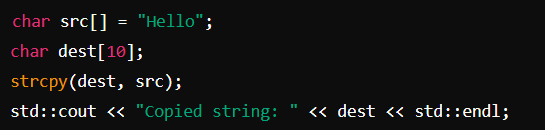 char src[] = "Hello";
char dest[10];
strcpy(dest, src);
std::cout << "Copied string: " << dest << std::endl;